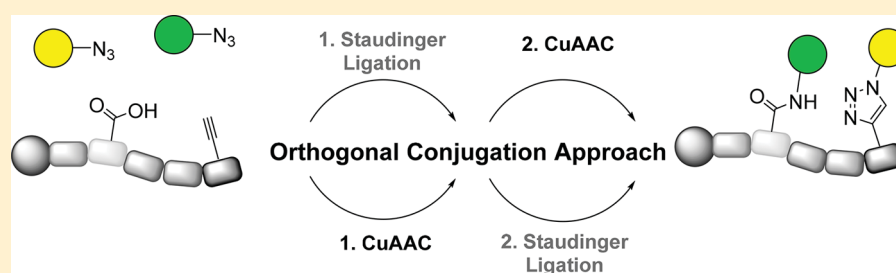 N3
N3
1. Staudinger
Ligation
2. CuAAC
O
OH
O
NH
N
N
N
Orthogonal Conjugation Approach
1. CuAAC
2. Staudinger
Ligation